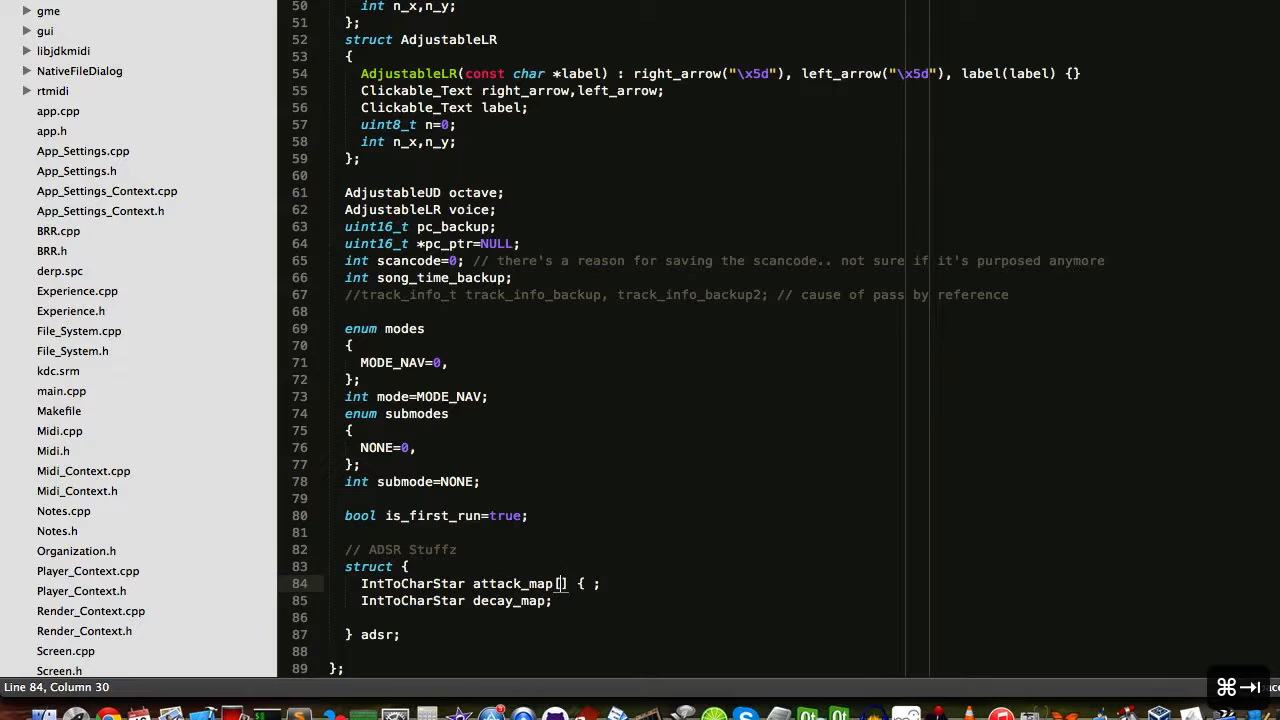 gme
gui
libjdkmidi
NativeFileDialog
rtmidi
app.cpp
app.h
App_Settings.cpp
App_Settings.h
App_Settings_Context.cpp
App_Settings_Context.h
BRR.cpp
BRR.h
derp.spc
Experience.cpp
Experience.h
File_System.cpp
File_System.h
kdc.srm
main.cpp
Makefile
Midi.cpp
Midi.h
Midi_Context.cpp
Midi_Context.h
Notes.cpp
Notes.h
Organization.h
Player_Context.cpp
Player_Context.h
Render_Context.cpp
Render_Context.h
Screen.cpp
Screen.h
50 int n_x,n_y;
51 };
52 struct AdjustableLR
53 {
54 AdjustableLR(const char *label) : right_arrow("\x5d"), left_arrow("\x5d"), label(label) {}
55 Clickable_Text right_arrow,left_arrow;
56 Clickable_Text label;
57 uint8_t n=0;
58 int n_x,n_y;
59 };
60
61 AdjustableUD octave;
62 AdjustableLR voice;
63 uint16_t pc_backup;
64 uint16_t *pc_ptr=NULL;
65 int scancode=0; // there's a reason for saving the scancode.. not sure if it's purposed anymore
66 int song_time_backup;
67 //track_info_t track_info_backup, track_info_backup2; // cause of pass by reference
68
69 enum modes
70 {
71 MODE_NAV=0,
72 };
73 int mode=MODE_NAV;
74 enum submodes
75 {
76 NONE=0,
77 };
78 int submode=NONE;
79
80 bool is_first_run=true;
81
82 // ADSR Stuffz
83 struct {
84 IntToCharStar attack_map[] { ;
85 IntToCharStar decay_map;
86
87 } adsr;
88
89 };
Line 84, Column 30
⌘⇥